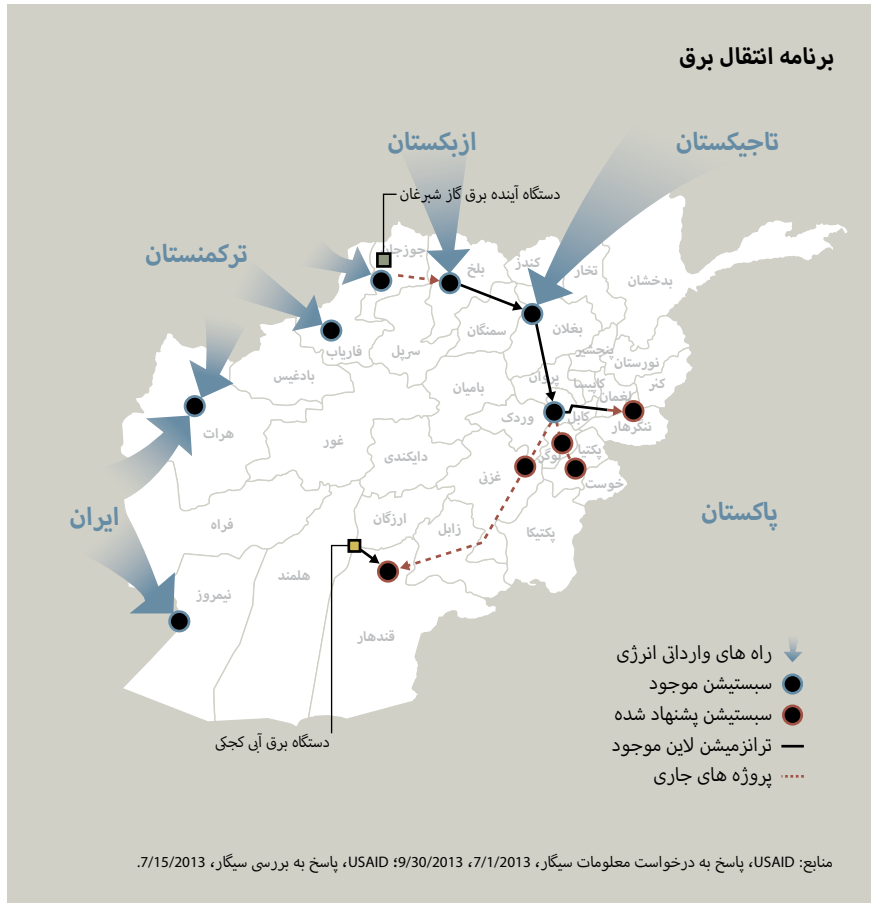 برنامه انتقال برق
تاجیکستان
ازبکستان
دستگاه آینده برق گاز شبرغان
ترکمنستان
جوزجان
بلخ
کندز
تخار
بدخشان
فاریاب
سرپل
سمنگان
بغلان
پنجشیر
نورستان
بادغیس
بامیان
پروان
کاپیسا
لغمان
کنر
هرات
غور
دایکندی
وردک
کابل
ننگرهار
لوگر
پکتیا
خوست
غزنی
ایران
پاکستان
فراه
ارزگان
زابل
پکتیکا
نیمروز
هلمند
قندهار
راه های وارداتی انرژی
سبستیشن موجود
سبستیشن پشنهاد شده
ترانزمیشن لاین موجود
پروژه های جاری
دستگاه برق آبی کجکی
منابع: USAID، پاسخ به درخواست معلومات سیگار، 7/1/2013، 9/30/2013؛ USAID، پاسخ به بررسی سیگار، 7/15/2013.